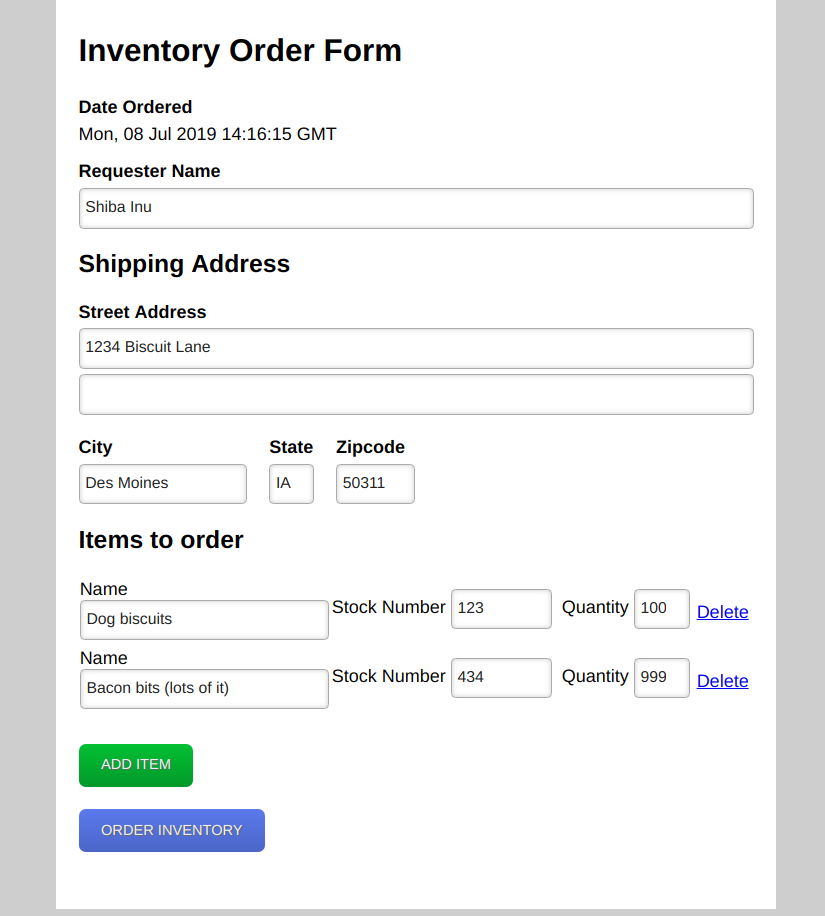 Inventory Order Form
Date Ordered
Mon, 08 Jul 2019 14:16:15 GMT
Requester Name
Shiba Inu
Shipping Address
Street Address
1234 Biscuit Lane
City State Zipcode
Des Moines IA 50311
Items to order
Name
Dog biscuits Stock Number 123 Quantity 100 Delete
Name
Bacon bits (lots of it) Stock Number 434 Quantity 999 Delete
ADD ITEM
ORDER INVENTORY